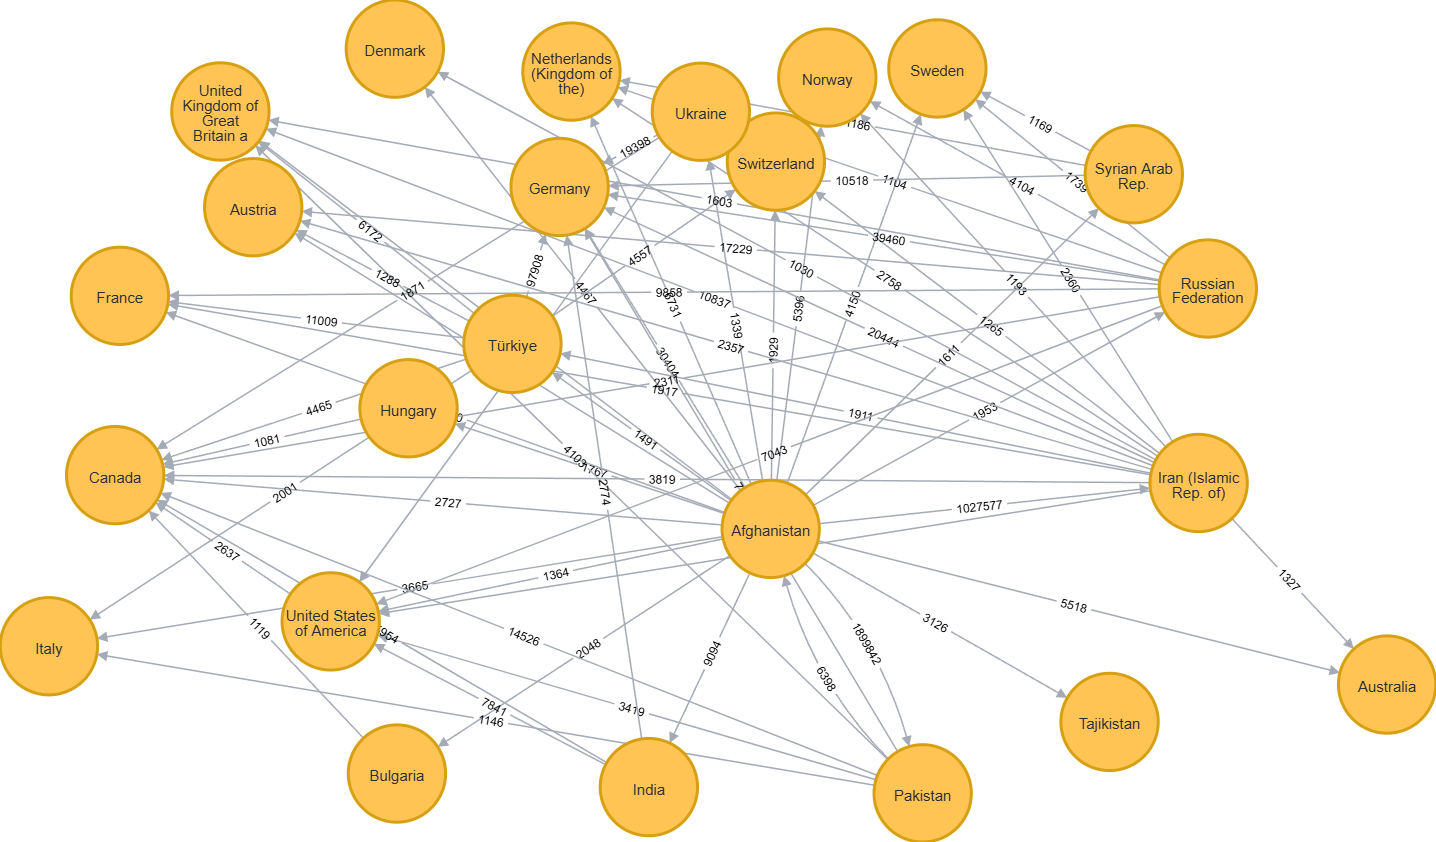 Denmark
Netherlands
(Kingdom of
the)
Norway
Sweden
United
Kingdom of
Great
Britain a
Ukraine
1186
1169
19398
Switzerland
Syrian Arab
Rep.
Germany
10518
1104
4104
1739
1603
Austria
6172
39460
17229
4557
97908
1030
2758
1193
2360
Russian
Federation
France
1288
1871
4467
6731
9858
10837
5396
4150
11009
1339
1265
20444
Türkiye
2357
1929
1611
30404
2317
1917
Hungary
4465
1911
1953
1081
1491
4103
1767
7043
Canada
3819
2774
Iran (Islamic
Rep. of)
2001
2727
1027577
Afghanistan
2637
1364
3665
1327
United States
of America
1119
14526
2048
9094
1899842
3126
5518
Italy
6398
Australia
7841
1146
3419
Tajikistan
Bulgaria
India
Pakistan